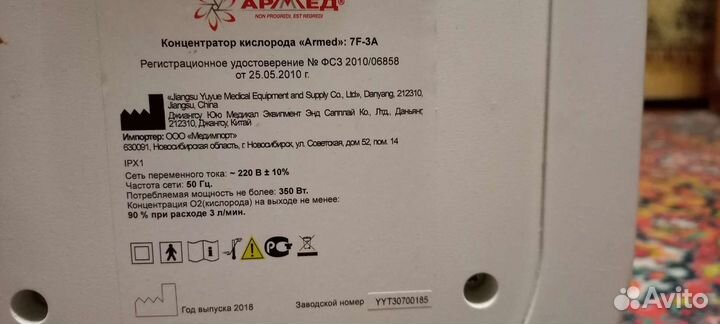 АРМЕД®
NON PROGREDI, EST REGREDI
Концентратор кислорода «Armed»: 7F-3A
Регистрационное удостоверение № ФСЗ 2010/06858
от 25.05.2010 г.
«Jiangsu Yuyue Medical Equipment and Supply Co., Ltd», Danyang, 212310,
Jiangsu, China
Джиангсу Юю Медикал Эквипмент Энд Сапплай Ко., Лтд., Даньянг,
212310, Джангсу, Китай
Импортер: ООО «Медимпорт»
630091, Новосибирская область, г. Новосибирск, ул. Советская, дом 52, пом. 14
IPX1
Сеть переменного тока: ~ 220 В ± 10%
Частота сети: 50 Гц.
Потребляемая мощность не более: 350 Вт.
Концентрация О2(кислорода) на выходе не менее:
90 % при расходе 3 л/мин.
Год выпуска 2018
Заводской номер YYT30700185
Avito